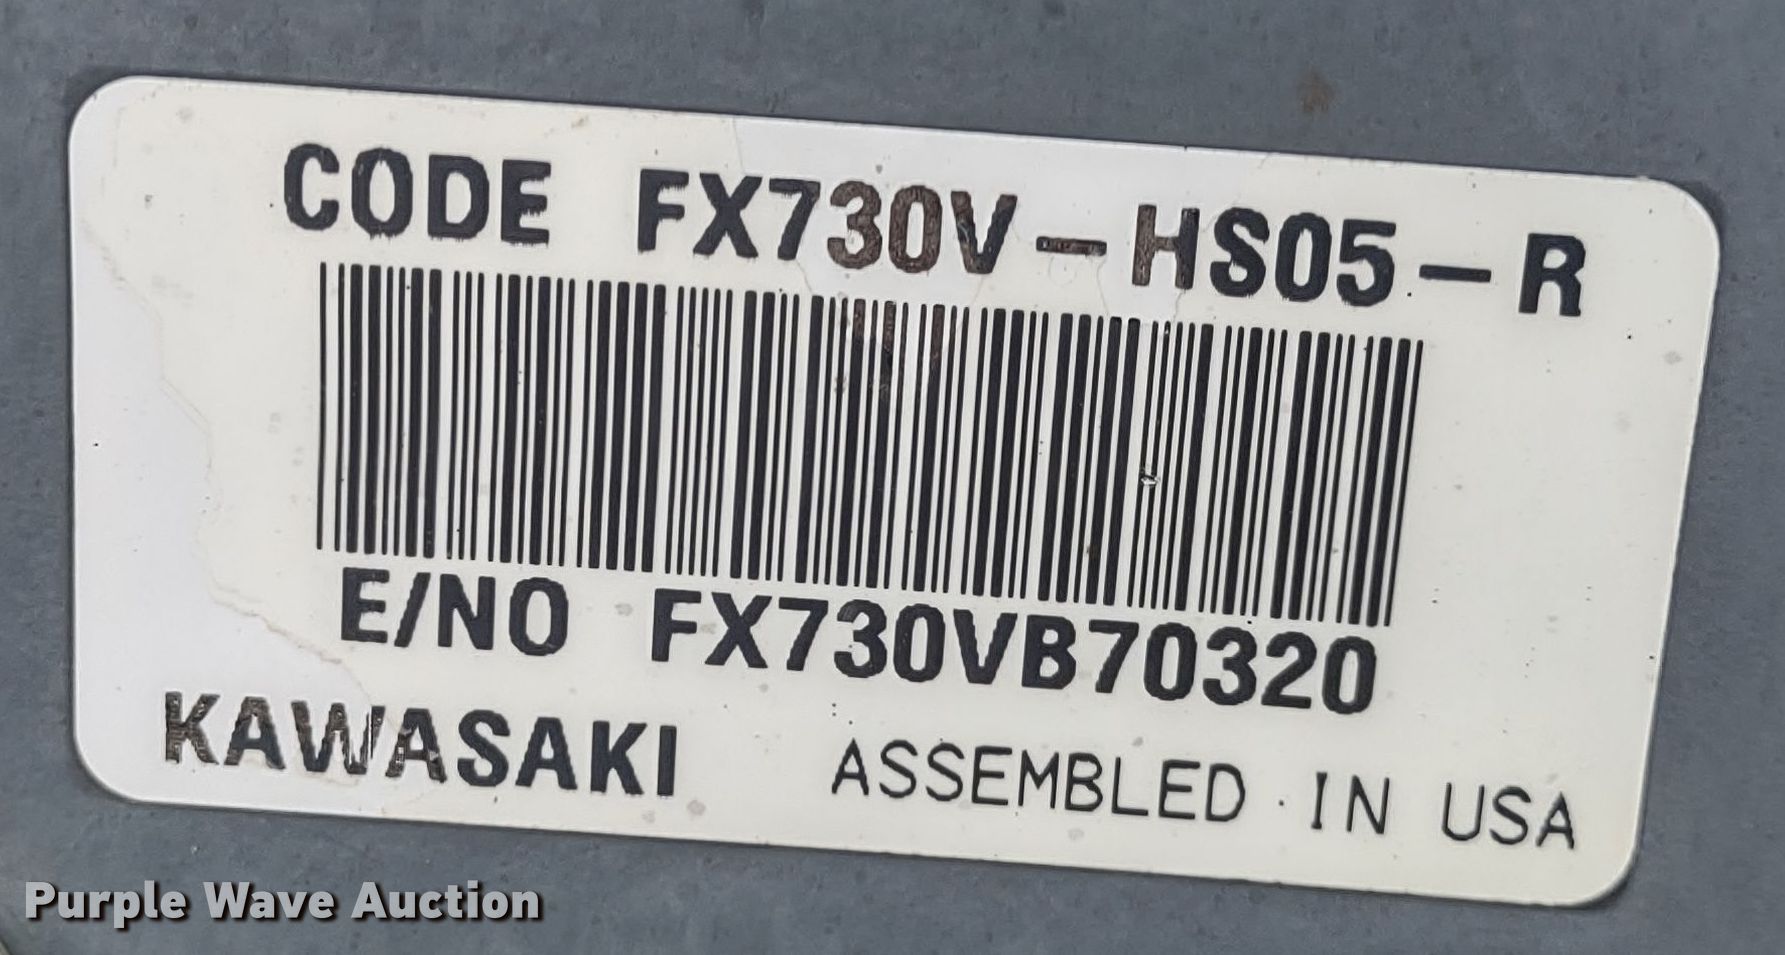 CODE FX730V-HS05-R
E/NO FX730VB70320
KAWASAKI ASSEMBLED IN USA
Purple Wave Auction